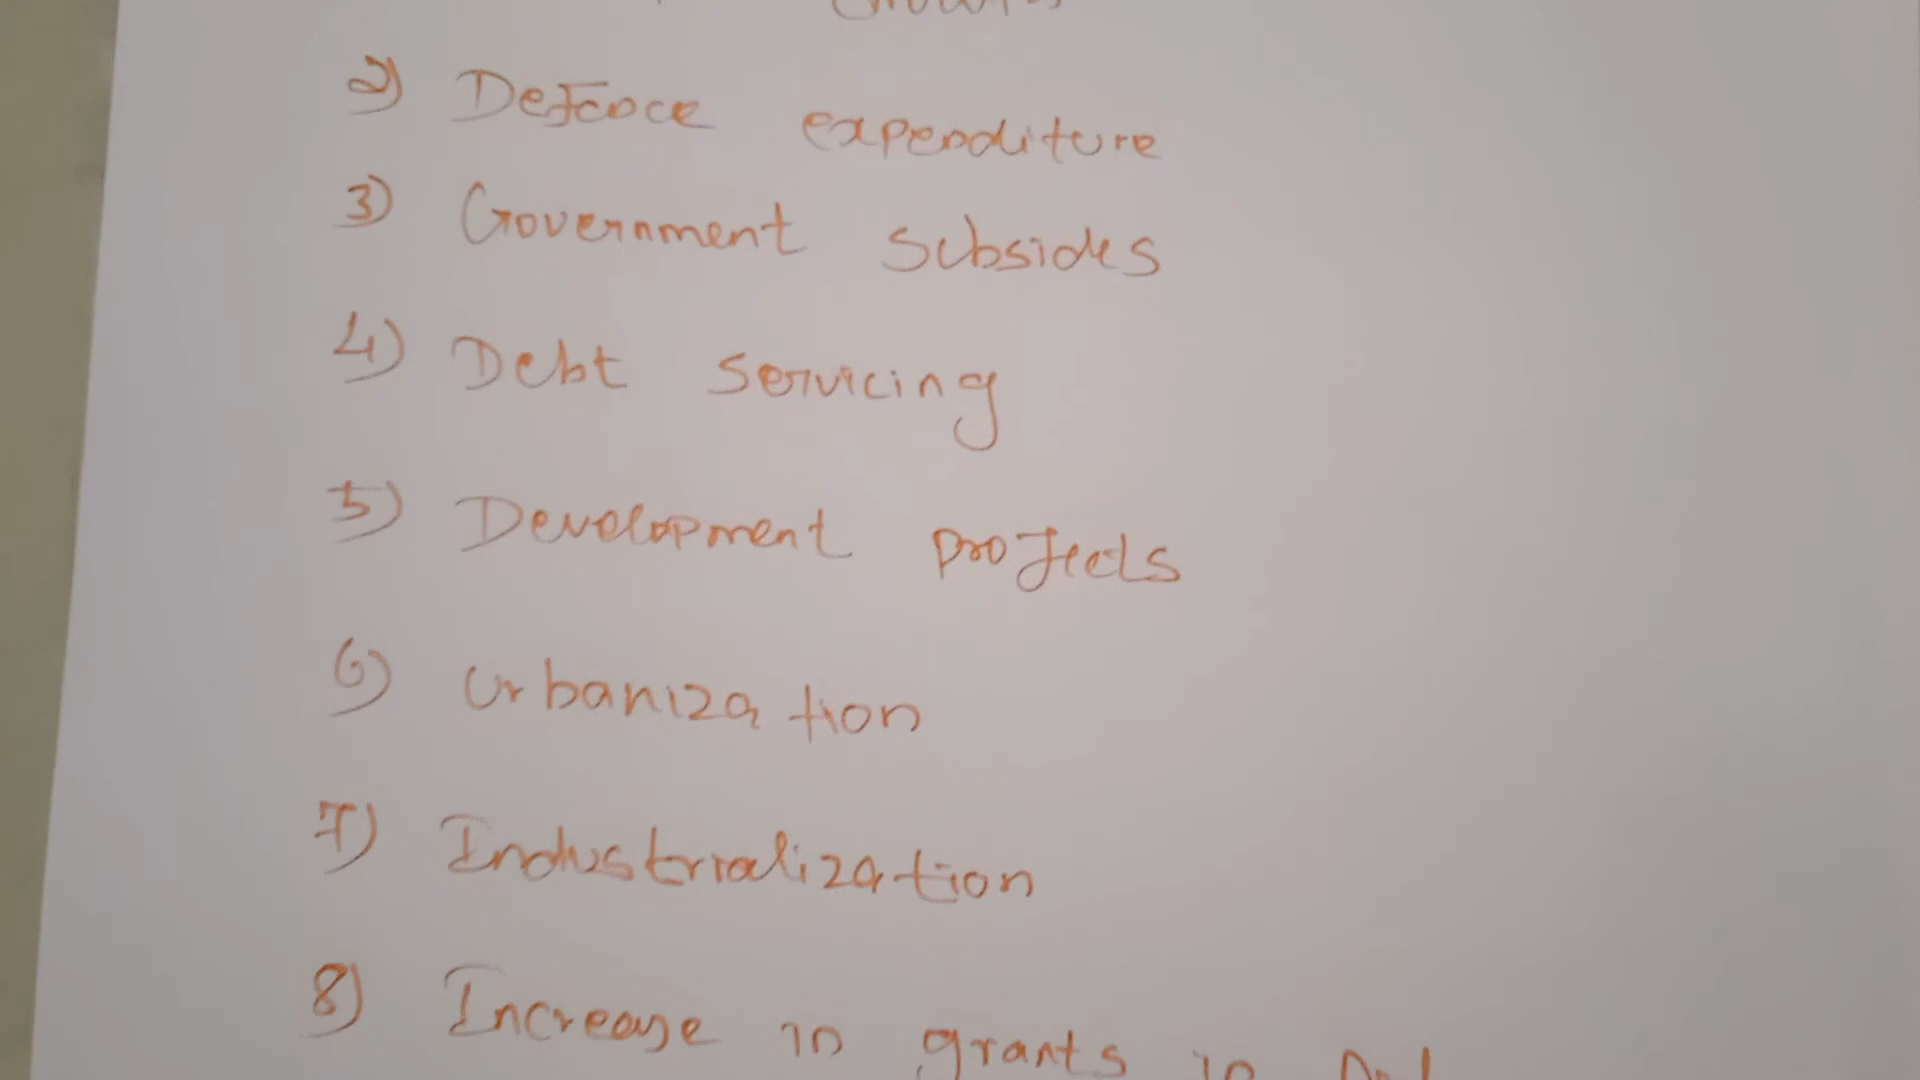 2) Defence expenditure
3) Government Subsides
4) Debt Servicing
5) Development projects
6) Urbanization
7) Industrialization
8) Increase in grants in